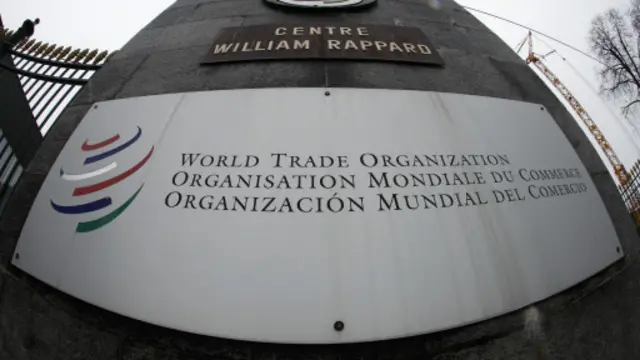 CENTRE
WILLIAM RAPPARD
WORLD TRADE ORGANIZATION
ORGANISATION MONDIALE DU COMMERCE
ORGANIZACIÓN MUNDIAL DEL COMERCIO